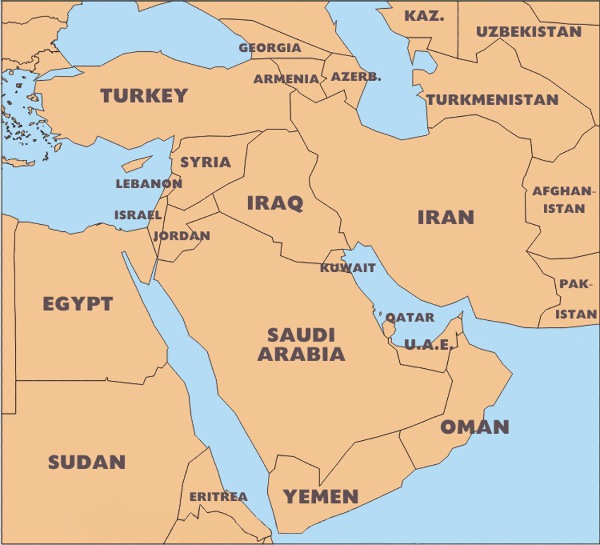 KAZ.
UZBEKISTAN
GEORGIA
ARMENIA
AZERB.
TURKEY
TURKMENISTAN
SYRIA
LEBANON
IRAQ
AFGHAN-
ISTAN
ISRAEL
IRAN
JORDAN
KUWAIT
PAK-
ISTAN
EGYPT
QATAR
SAUDI
ARABIA
U.A.E.
OMAN
SUDAN
ERITREA
YEMEN